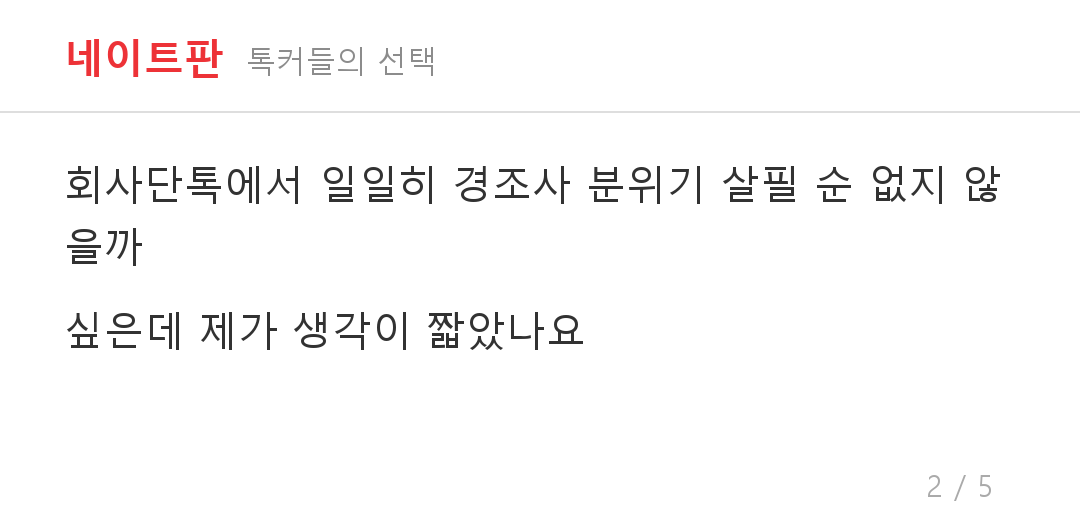 네이트판 톡커들의 선택
회사단톡에서 일일히 경조사 분위기 살필 순 없지 않
을까
싶은데 제가 생각이 짧았나요
2 / 5